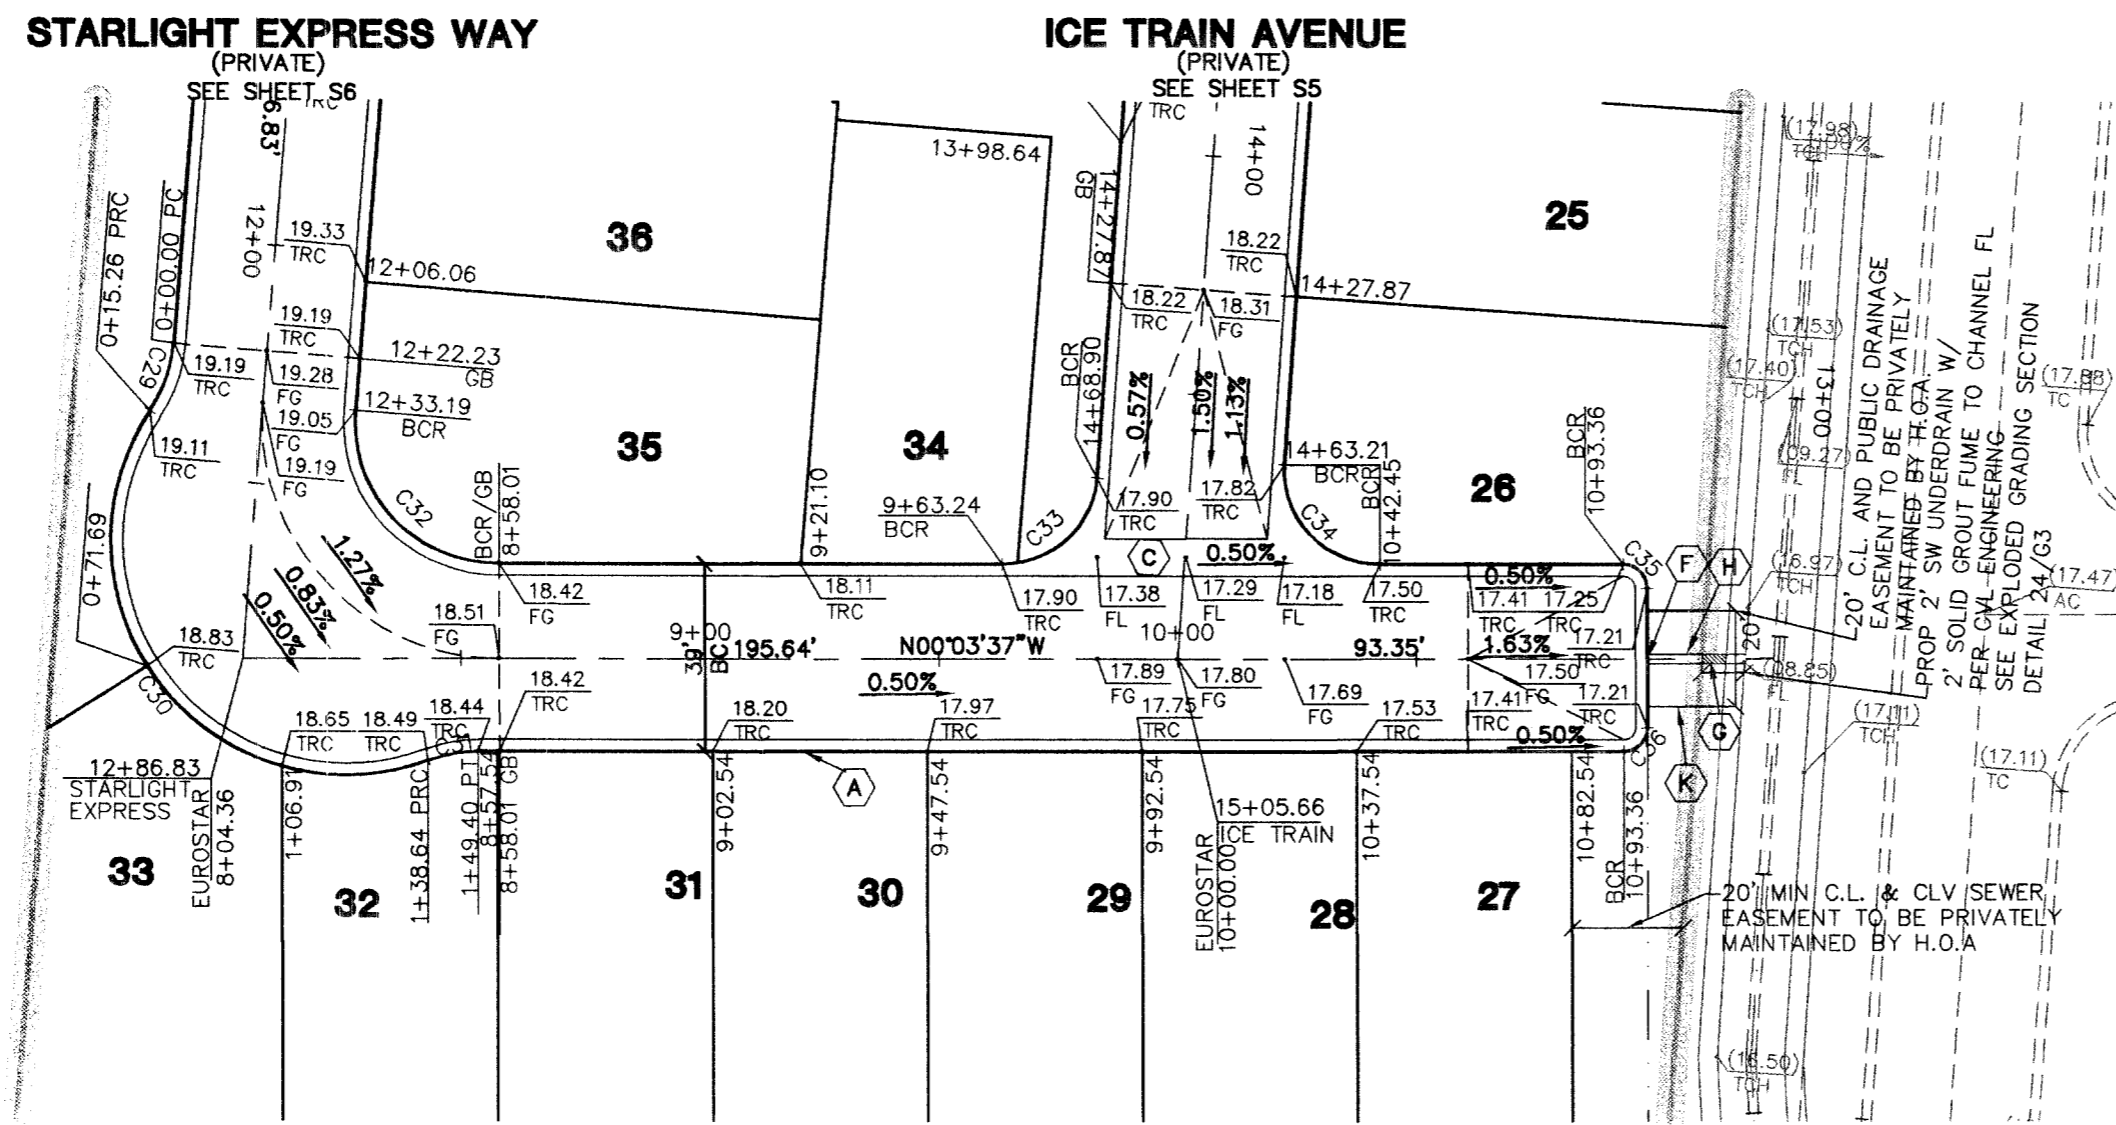 STARLIGHT EXPRESS WAY
(PRIVATE)
SEE SHEET S6
ICE TRAIN AVENUE
(PRIVATE)
SEE SHEET S5
TRC
6.83'
12+00
0+15.26 PRC
0+00.00 PC
19.33
TRC
12+06.06
36
19.19
TRC
12+22.23
GB
19.19
TRC
19.28
FG
12+33.19
BCR
19.05
FG
19.19
FG
19.11
TRC
C29
C32
35
BCR/GB
8+58.01
9+21.10
34
13+98.64
9+63.24
BCR
C33
TRC
14+00
GB
14+27.87
18.22
TRC
18.22
TRC
18.31
FG
14+27.87
25
BCR
14+68.90
0.57%
1.50%
1.13%
14+63.21
BCR
17.90
TRC
17.82
TRC
C34
BCR
10+42.45
26
BCR
10+93.36
C35
C
0.50%
F
H
0+71.69
1.27%
0.83%
0.50%
18.42
FG
18.51
FG
18.11
TRC
17.90
TRC
17.38
FL
17.29
FL
17.18
FL
17.50
TRC
0.50%
17.41
TRC
17.25
TRC
17.21
TRC
18.83
TRC
C30
9+00
39'
BC
195.64'
N00°03'37"W
10+00
93.35'
1.63%
17.50
FG
17.21
TRC
17.41
TRC
0.50%
17.89
FG
17.80
FG
17.69
FG
0.50%
18.42
TRC
18.65
TRC
18.49
TRC
18.44
TRC
18.20
TRC
17.97
TRC
17.75
TRC
17.53
TRC
C36
20'
G
K
A
12+86.83
STARLIGHT
EXPRESS
EUROSTAR
8+04.36
1+06.91
1+38.64 PRC
1+49.40 PT
8+57.54
8+58.01 GB
9+02.54
9+47.54
9+92.54
15+05.66
ICE TRAIN
EUROSTAR
10+00.00
10+37.54
10+82.54
BCR
10+93.36
33
32
31
30
29
28
27
20' MIN C.L. & CLV SEWER
EASEMENT TO BE PRIVATELY
MAINTAINED BY H.O.A
20' C.L. AND PUBLIC DRAINAGE
EASEMENT TO BE PRIVATELY
MAINTAINED BY H.O.A.
PROP 2' SW UNDERDRAIN W/
2' SOLID GROUT FUME TO CHANNEL FL
PER GVL ENGINEERING
SEE EXPLODED GRADING SECTION
DETAIL 24/G3
(17.98)
TCH
(17.53)
TCH
(17.40)
TCH
13+00
(09.27)
(16.97)
TCH
(08.85)
(17.11)
TCH
(17.88)
TC
(17.47)
AC
(17.11)
TC
(16.50)
TCH